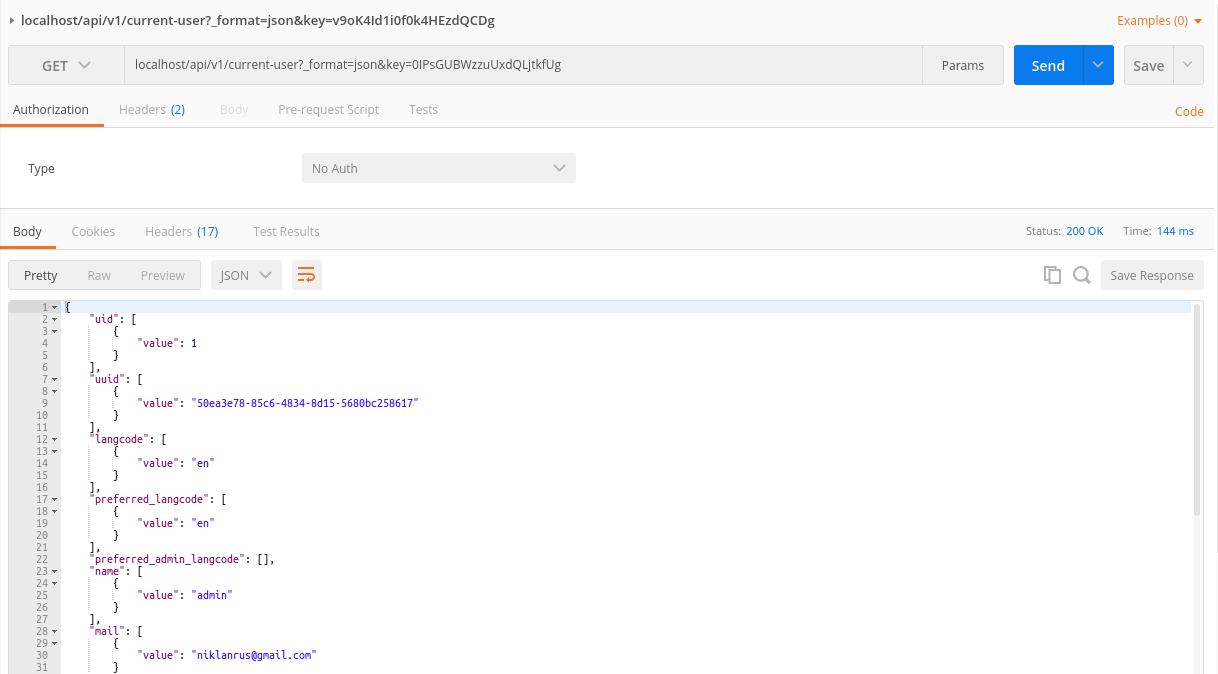 localhost/api/v1/current-user?_format=json&key=v9oK4Id1i0f0k4HEzdQCDg Examples (0)
GET localhost/api/v1/current-user?_format=json&key=0IPsGUBWzzuUxdQLjtkfUg Params Send Save
Authorization Headers (2) Body Pre-request Script Tests Code
Type No Auth
Body Cookies Headers (17) Test Results Status: 200 OK Time: 144 ms
Pretty Raw Preview JSON Save Response
1 {
2 "uid": [
3 {
4 "value": 1
5 }
6 ],
7 "uuid": [
8 {
9 "value": "50ea3e78-85c6-4834-8d15-5680bc258617"
10 }
11 ],
12 "langcode": [
13 {
14 "value": "en"
15 }
16 ],
17 "preferred_langcode": [
18 {
19 "value": "en"
20 }
21 ],
22 "preferred_admin_langcode": [],
23 "name": [
24 {
25 "value": "admin"
26 }
27 ],
28 "mail": [
29 {
30 "value": "niklanrus@gmail.com"
31 }